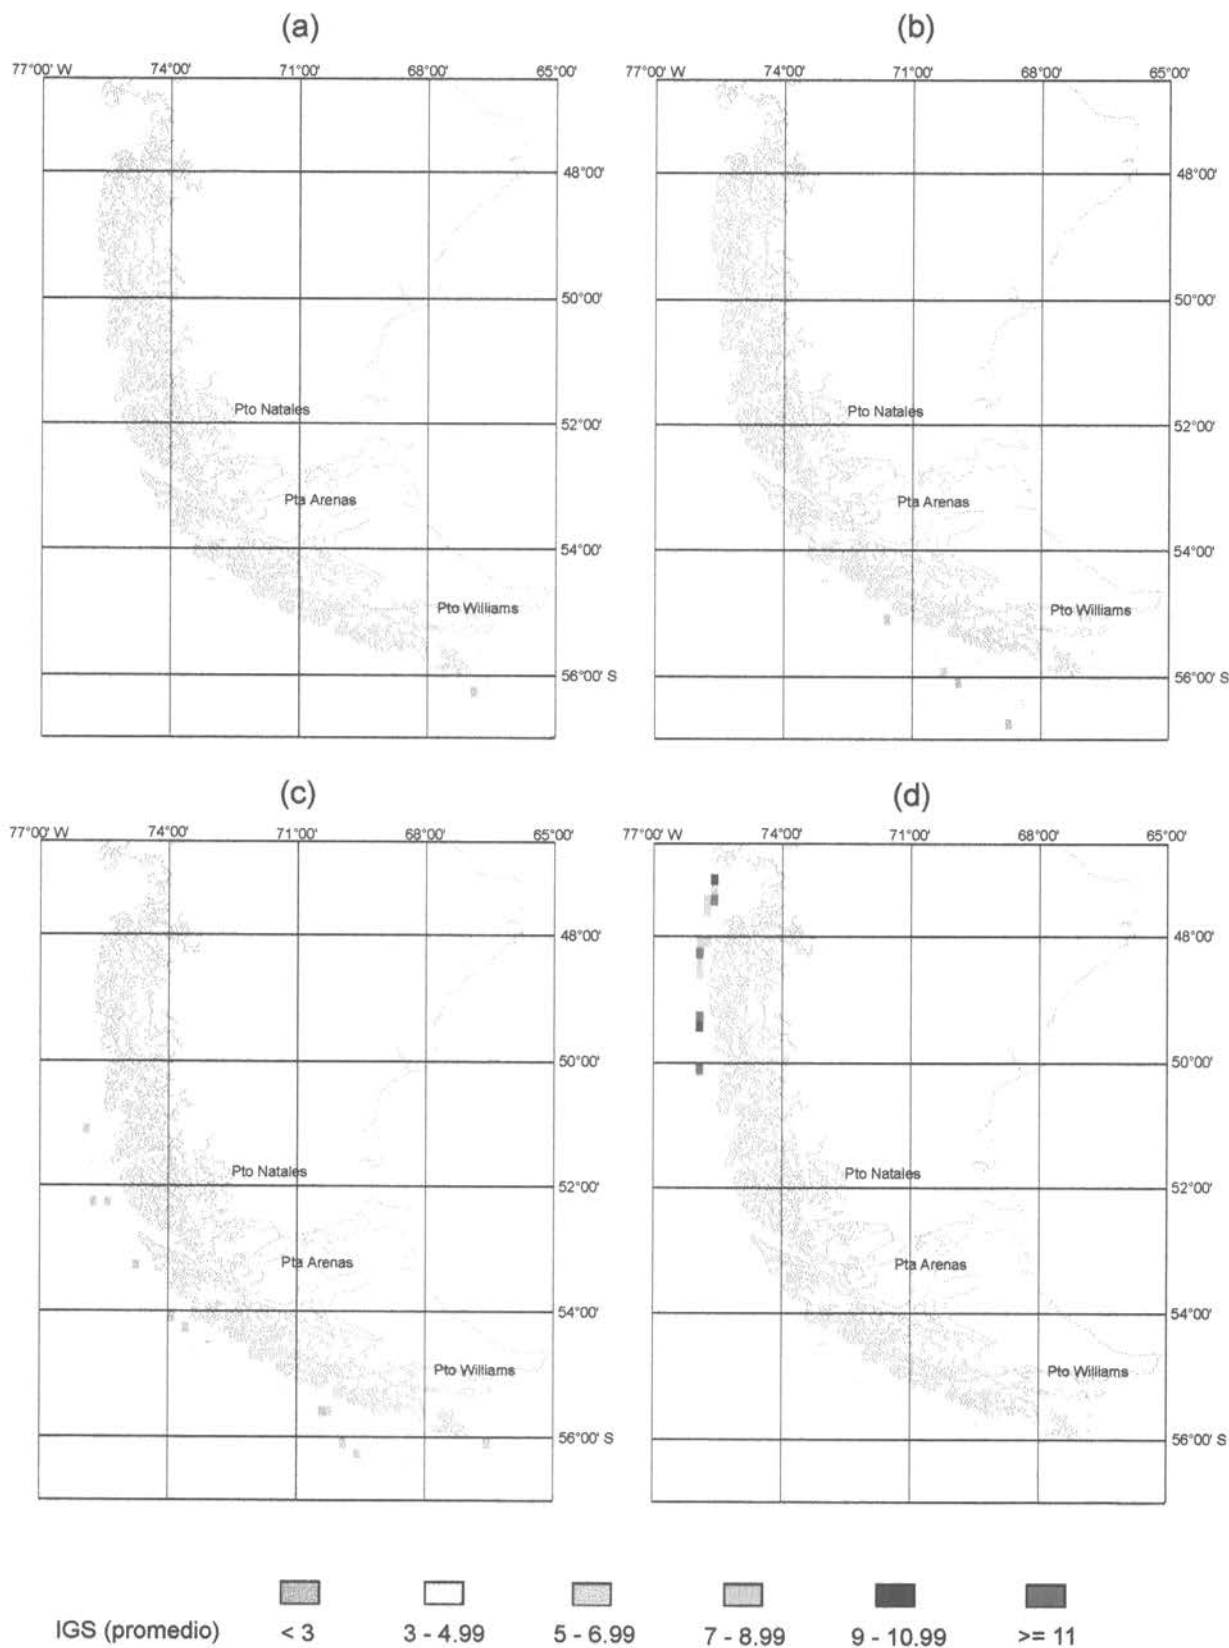 (a)
77°00' W 74°00' 71°00' 68°00' 65°00'
48°00'
50°00'
Pto Natales
52°00'
Pta Arenas
54°00'
Pto Williams
56°00' S
(b)
77°00' W 74°00' 71°00' 68°00' 65°00'
48°00'
50°00'
Pto Natales
52°00'
Pta Arenas
54°00'
Pto Williams
56°00' S
(c)
77°00' W 74°00' 71°00' 68°00' 65°00'
48°00'
50°00'
Pto Natales
52°00'
Pta Arenas
54°00'
Pto Williams
56°00' S
(d)
77°00' W 74°00' 71°00' 68°00' 65°00'
48°00'
50°00'
Pto Natales
52°00'
Pta Arenas
54°00'
Pto Williams
56°00' S
IGS (promedio) < 3 3 - 4.99 5 - 6.99 7 - 8.99 9 - 10.99 >= 11